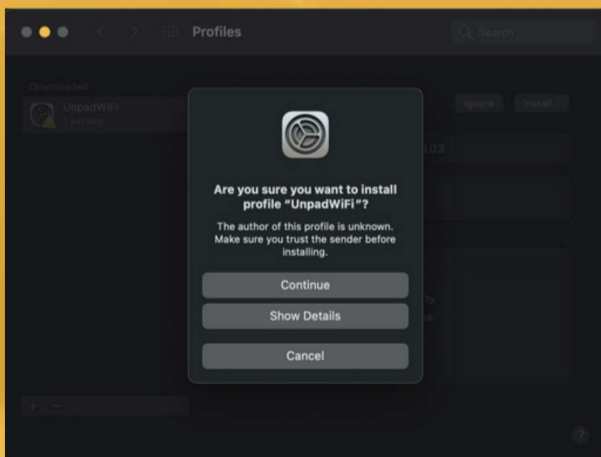 Profiles
Search
Downloaded
UnpadWiFi
1 setting
Ignore
Install...
Are you sure you want to install
profile "UnpadWiFi"?
The author of this profile is unknown.
Make sure you trust the sender before
installing.
Continue
Show Details
Cancel
?